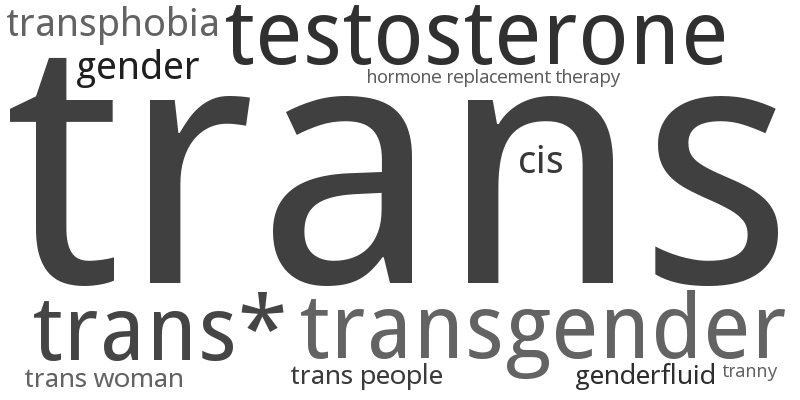 transphobia
testosterone
gender
hormone replacement therapy
trans
cis
trans*
transgender
trans woman
trans people
genderfluid
tranny